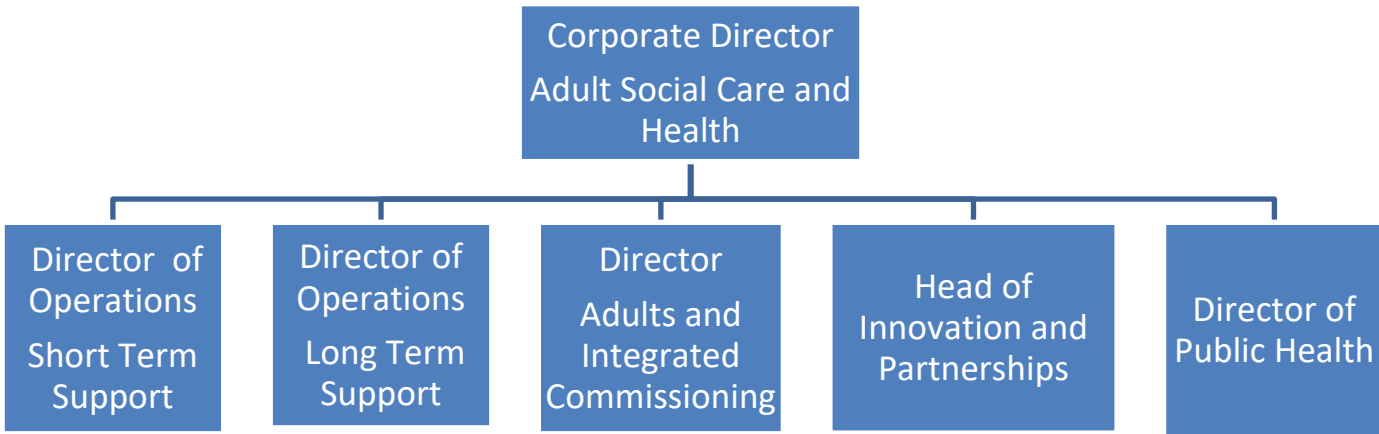 Corporate Director
Adult Social Care and
Health
Director of
Operations
Short Term
Support
Director of
Operations
Long Term
Support
Director
Adults and
Integrated
Commissioning
Head of
Innovation and
Partnerships
Director of
Public Health